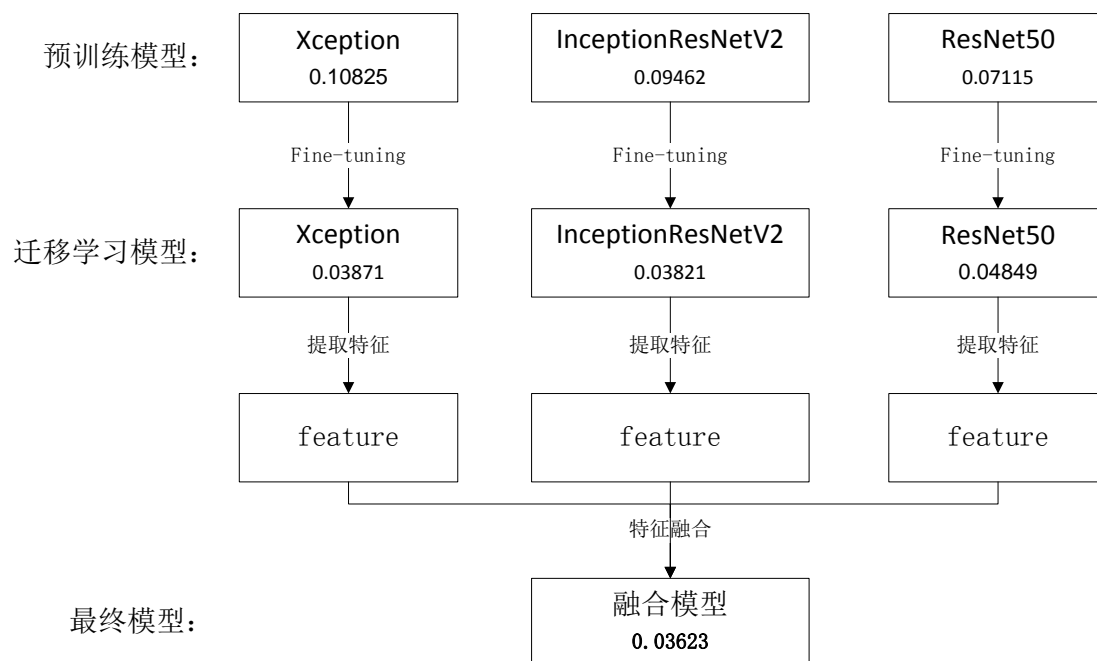 预训练模型：
Xception
0.10825
InceptionResNetV2
0.09462
ResNet50
0.07115
Fine-tuning
Fine-tuning
Fine-tuning
迁移学习模型：
Xception
0.03871
InceptionResNetV2
0.03821
ResNet50
0.04849
提取特征
提取特征
提取特征
feature
feature
feature
特征融合
最终模型：
融合模型
0.03623